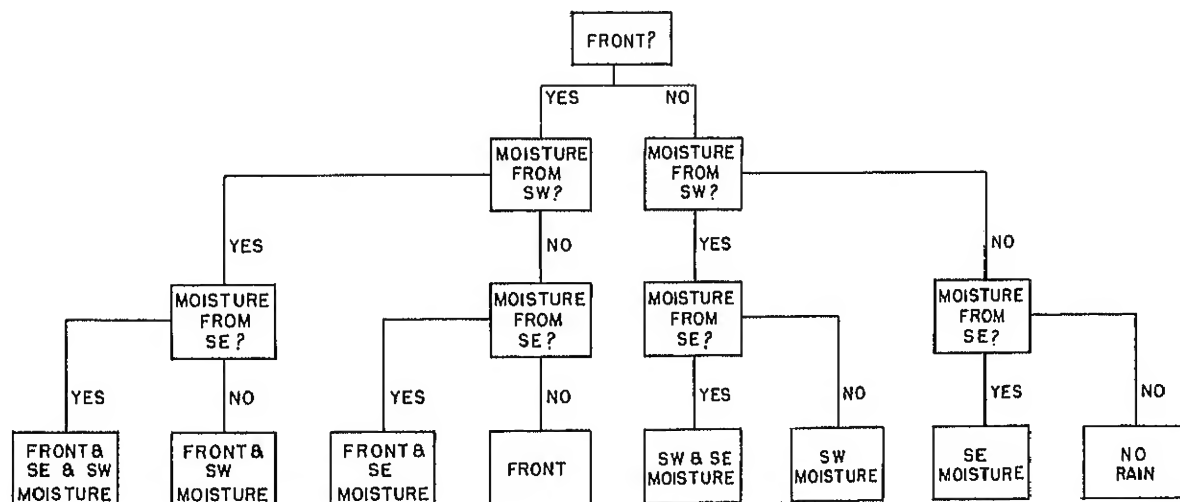 FRONT?
YES
NO
MOISTURE
FROM
SW?
MOISTURE
FROM
SW?
YES
NO
YES
NO
MOISTURE
FROM
SE?
MOISTURE
FROM
SE?
MOISTURE
FROM
SE?
MOISTURE
FROM
SE?
YES
NO
YES
NO
YES
NO
YES
NO
FRONT &
SE & SW
MOISTURE
FRONT &
SW
MOISTURE
FRONT &
SE
MOISTURE
FRONT
SW & SE
MOISTURE
SW
MOISTURE
SE
MOISTURE
NO
RAIN